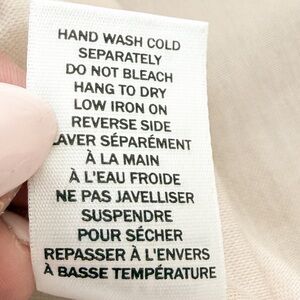 HAND WASH COLD
SEPARATELY
DO NOT BLEACH
HANG TO DRY
LOW IRON ON
REVERSE SIDE
LAVER SÉPARÉMENT
À LA MAIN
À L'EAU FROIDE
NE PAS JAVELLISER
SUSPENDRE
POUR SÉCHER
REPASSER À L'ENVERS
À BASSE TEMPÉRATURE